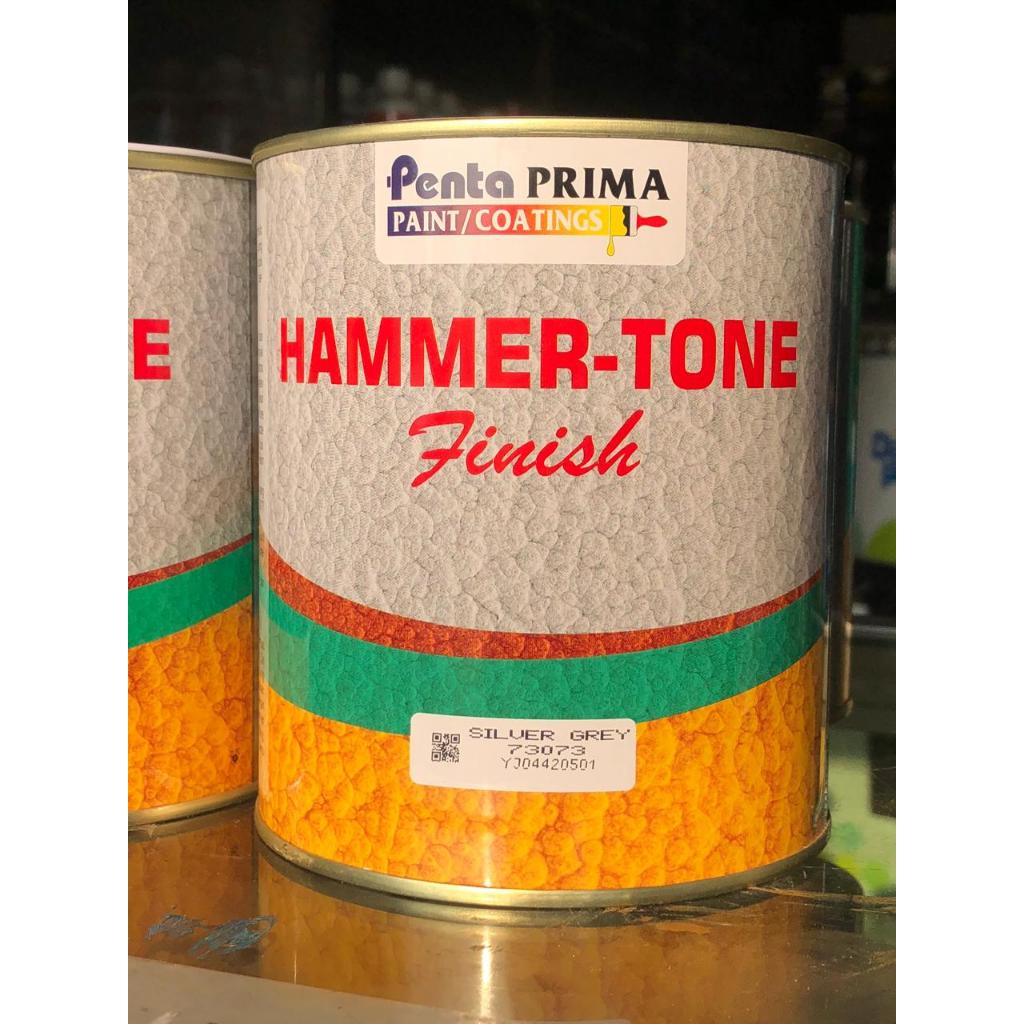 Penta PRIMA
PAINT/COATINGS
E
HAMMER-TONE
Finish
SILVER GREY
73073
YJ04420501